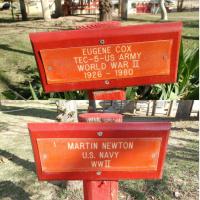 EUGENE COX
TEC-5-US ARMY
WORLD WAR II
1926 - 1980
MARTIN NEWTON
U.S. NAVY
WWII